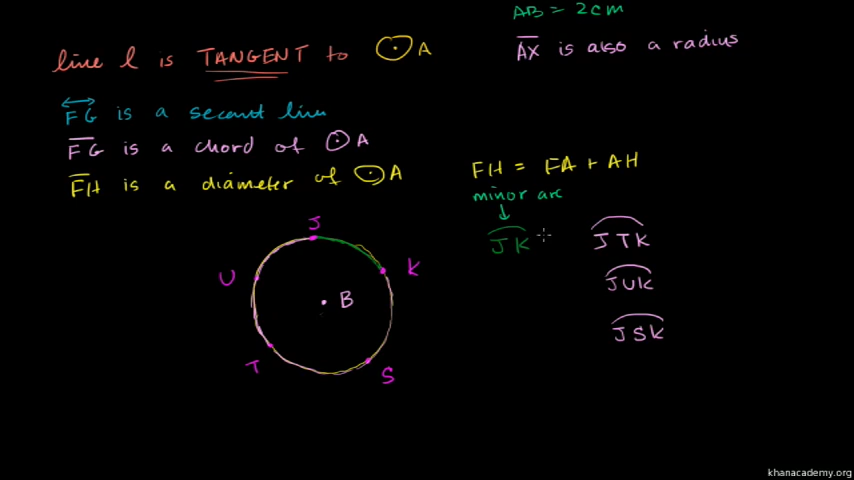 AB = 2cm
line l is TANGENT to ⊙A
AX is also a radius
FG is a secant line
FG is a chord of ⊙A
FH is a diameter of ⊙A
FH = FA + AH
minor arc
JK
JTK
JUK
JSK
J
K
U
B
T
S
khanacademy.org